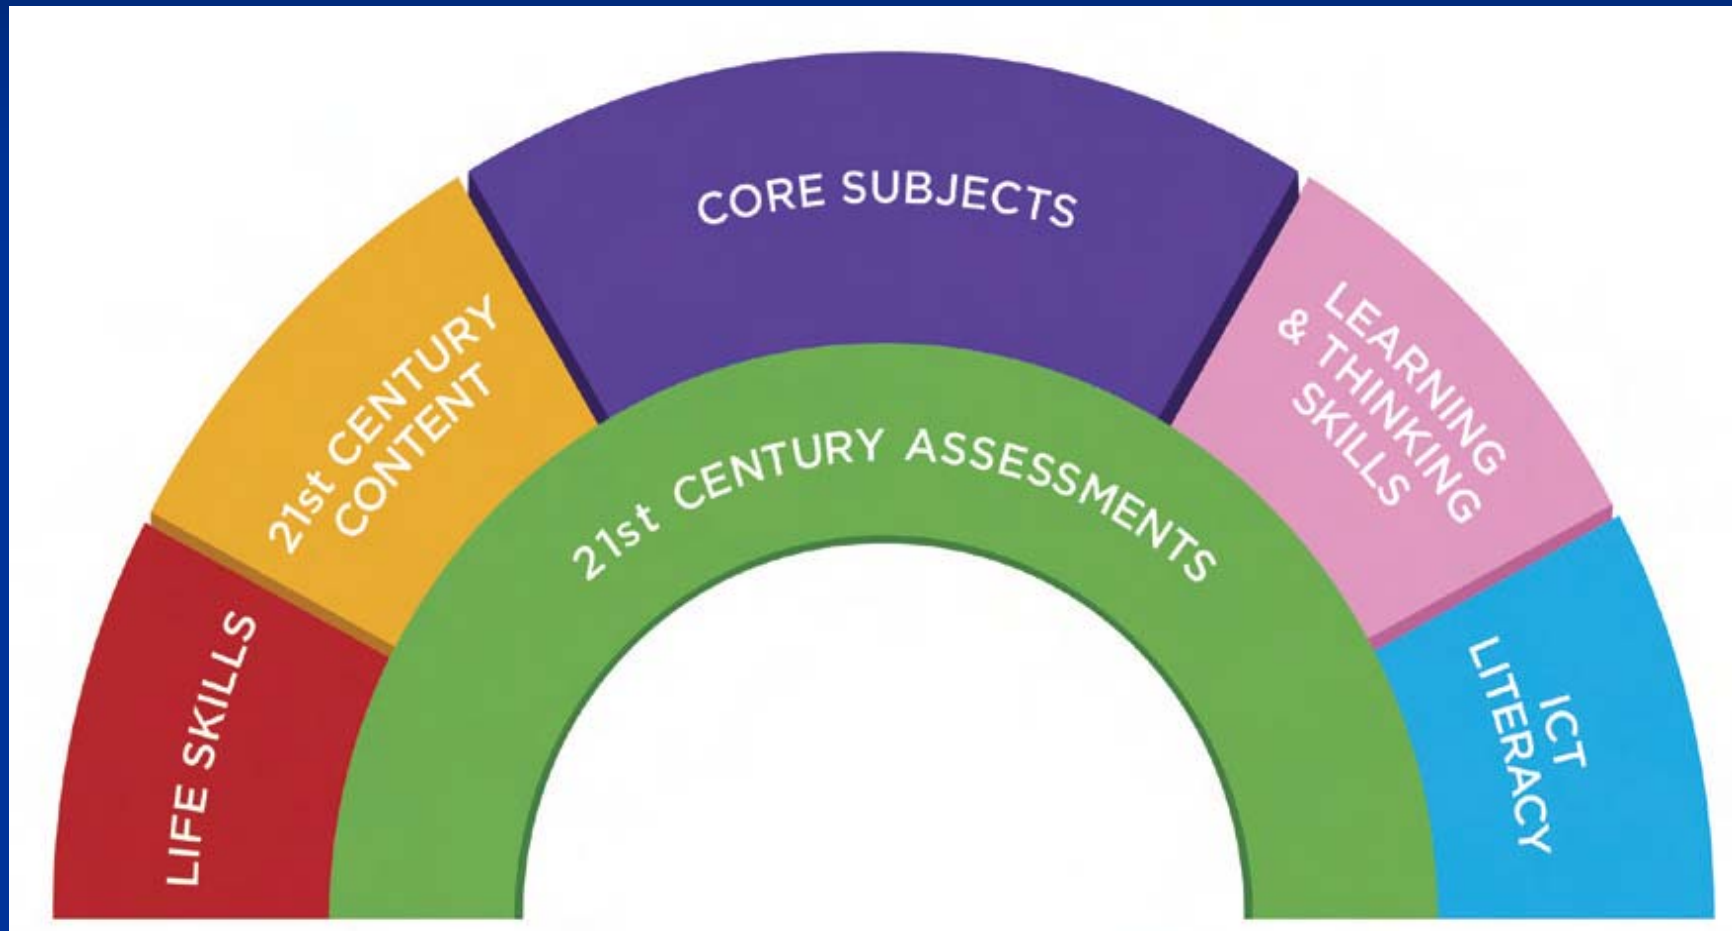 LIFE SKILLS
21st CENTURY
CONTENT
CORE SUBJECTS
LEARNING
& THINKING
SKILLS
ICT
LITERACY
21st CENTURY ASSESSMENTS